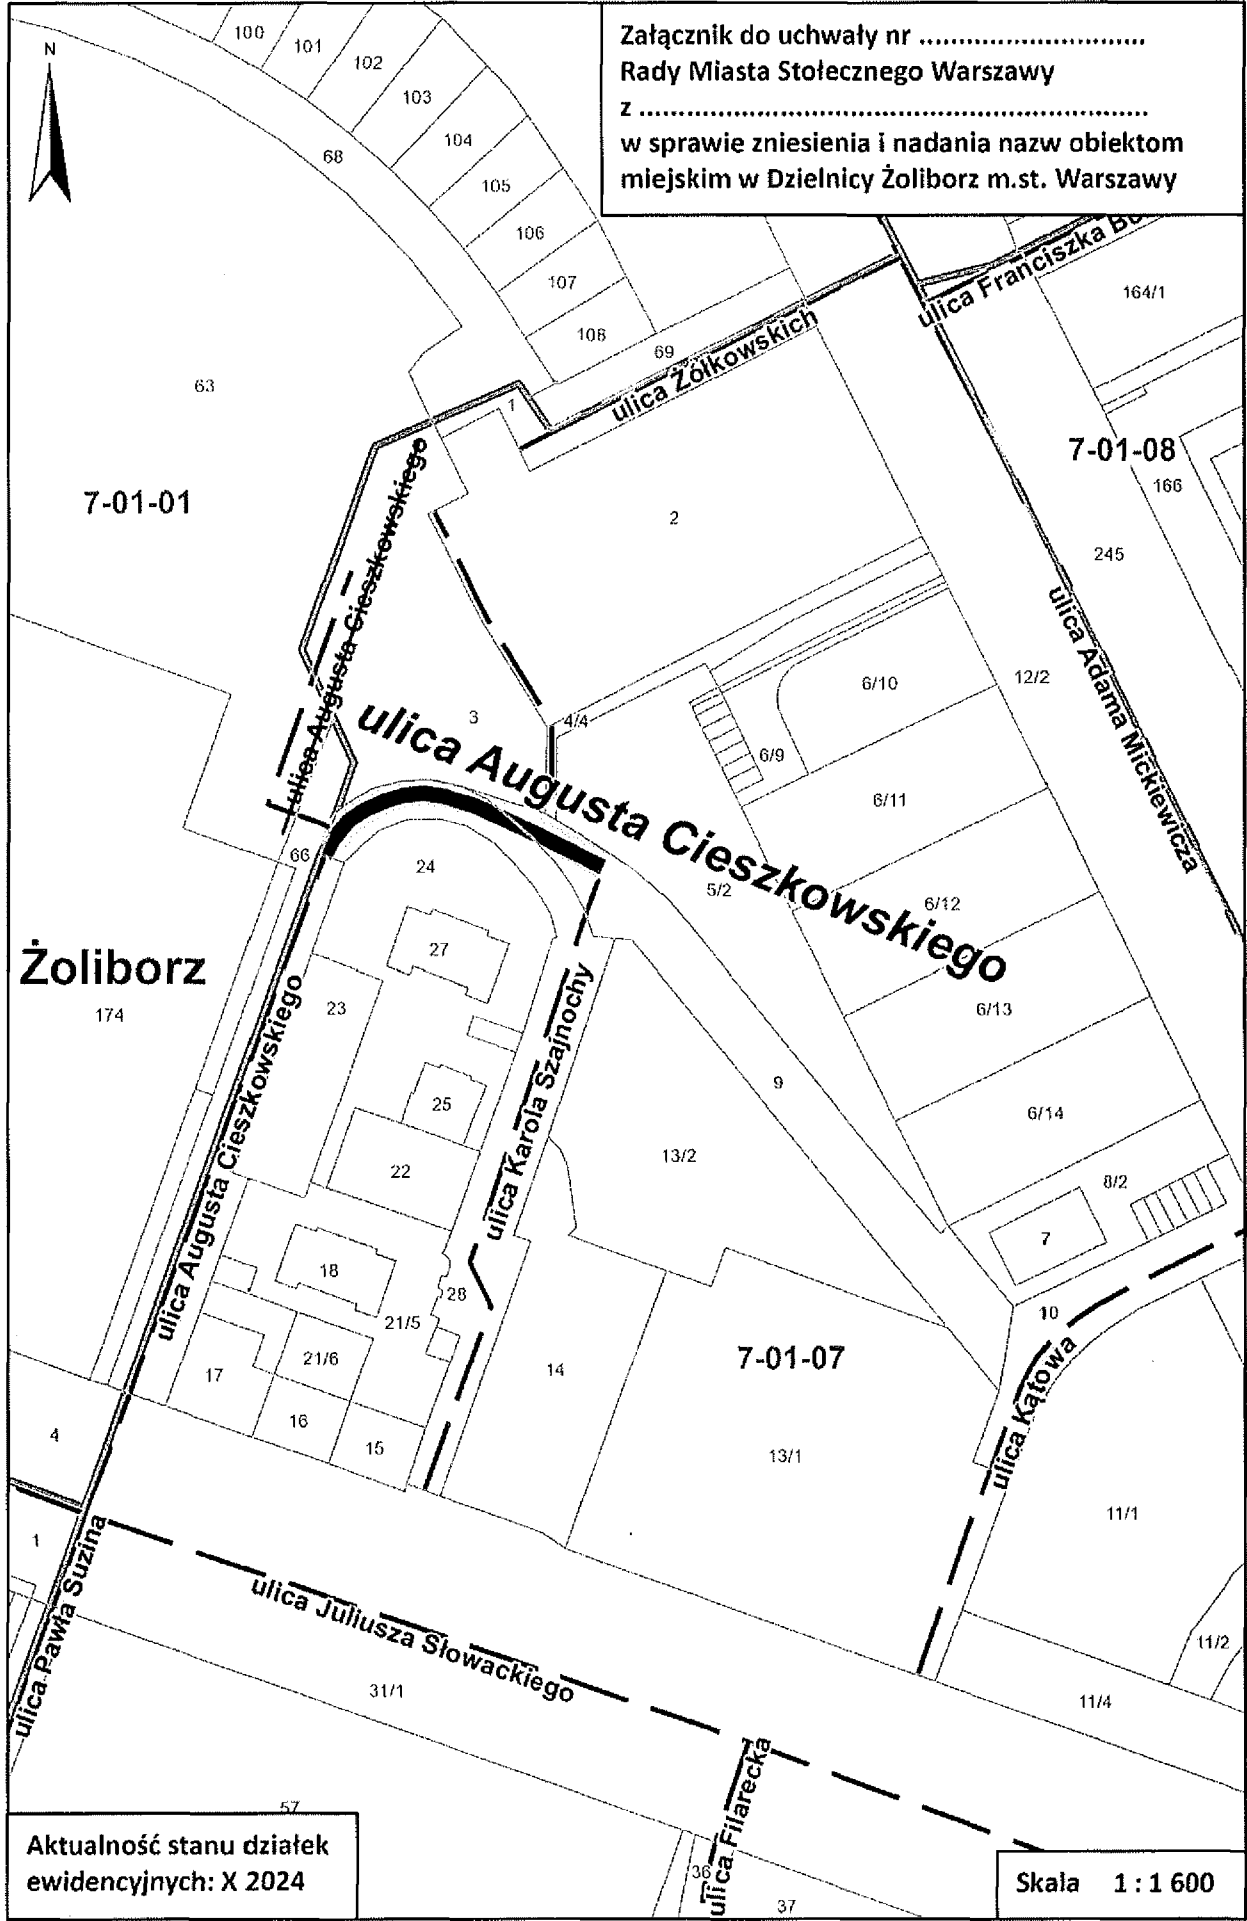 N
Załącznik do uchwały nr .............................
Rady Miasta Stołecznego Warszawy
z .................................................................
w sprawie zniesienia i nadania nazw obiektom
miejskim w Dzielnicy Żoliborz m.st. Warszawy
100
101
102
103
104
68
105
106
107
108
69
ulica Żółkowskich
ulica Franciszka
164/1
63
1
7-01-01
7-01-08
166
2
245
ulica Augusta Cieszkowskiego
ulica Augusta Cieszkowskiego
ulica Adama Mickiewicza
12/2
6/10
3
4/4
6/9
6/11
ulica Augusta Cieszkowskiego
66
24
5/2
6/12
27
Żoliborz
174
23
6/13
ulica Augusta Cieszkowskiego
ulica Karola Szajnochy
9
25
6/14
22
13/2
8/2
7
18
28
10
21/5
21/6
17
14
7-01-07
ulica Kątowa
16
15
4
13/1
1
11/1
ulica Pawła Suzina
ulica Juliusza Słowackiego
11/2
31/1
11/4
ulica Filarecka
57
36
37
Aktualność stanu działek
ewidencyjnych: X 2024
Skala 1 : 1 600